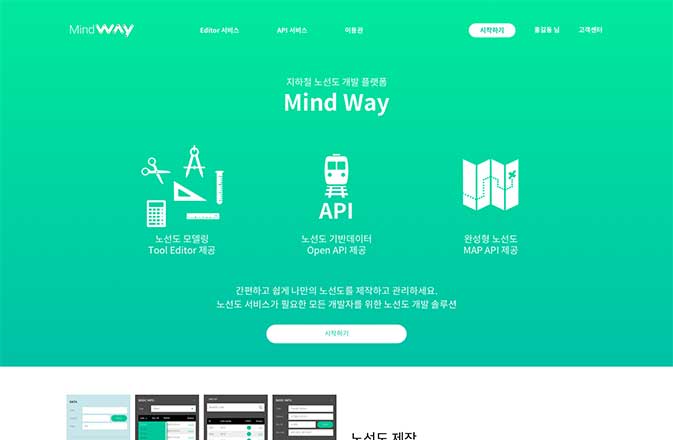 Mind WAY
Editor 서비스
API 서비스
이용권
시작하기
홍길동 님
고객센터
지하철 노선도 개발 플랫폼
Mind Way
API
노선도 모델링
Tool Editor 제공
노선도 기반데이터
Open API 제공
완성형 노선도
MAP API 제공
간편하고 쉽게 나만의 노선도를 제작하고 관리하세요.
노선도 서비스가 필요한 모든 개발자를 위한 노선도 개발 솔루션
시작하기
노선도 제작